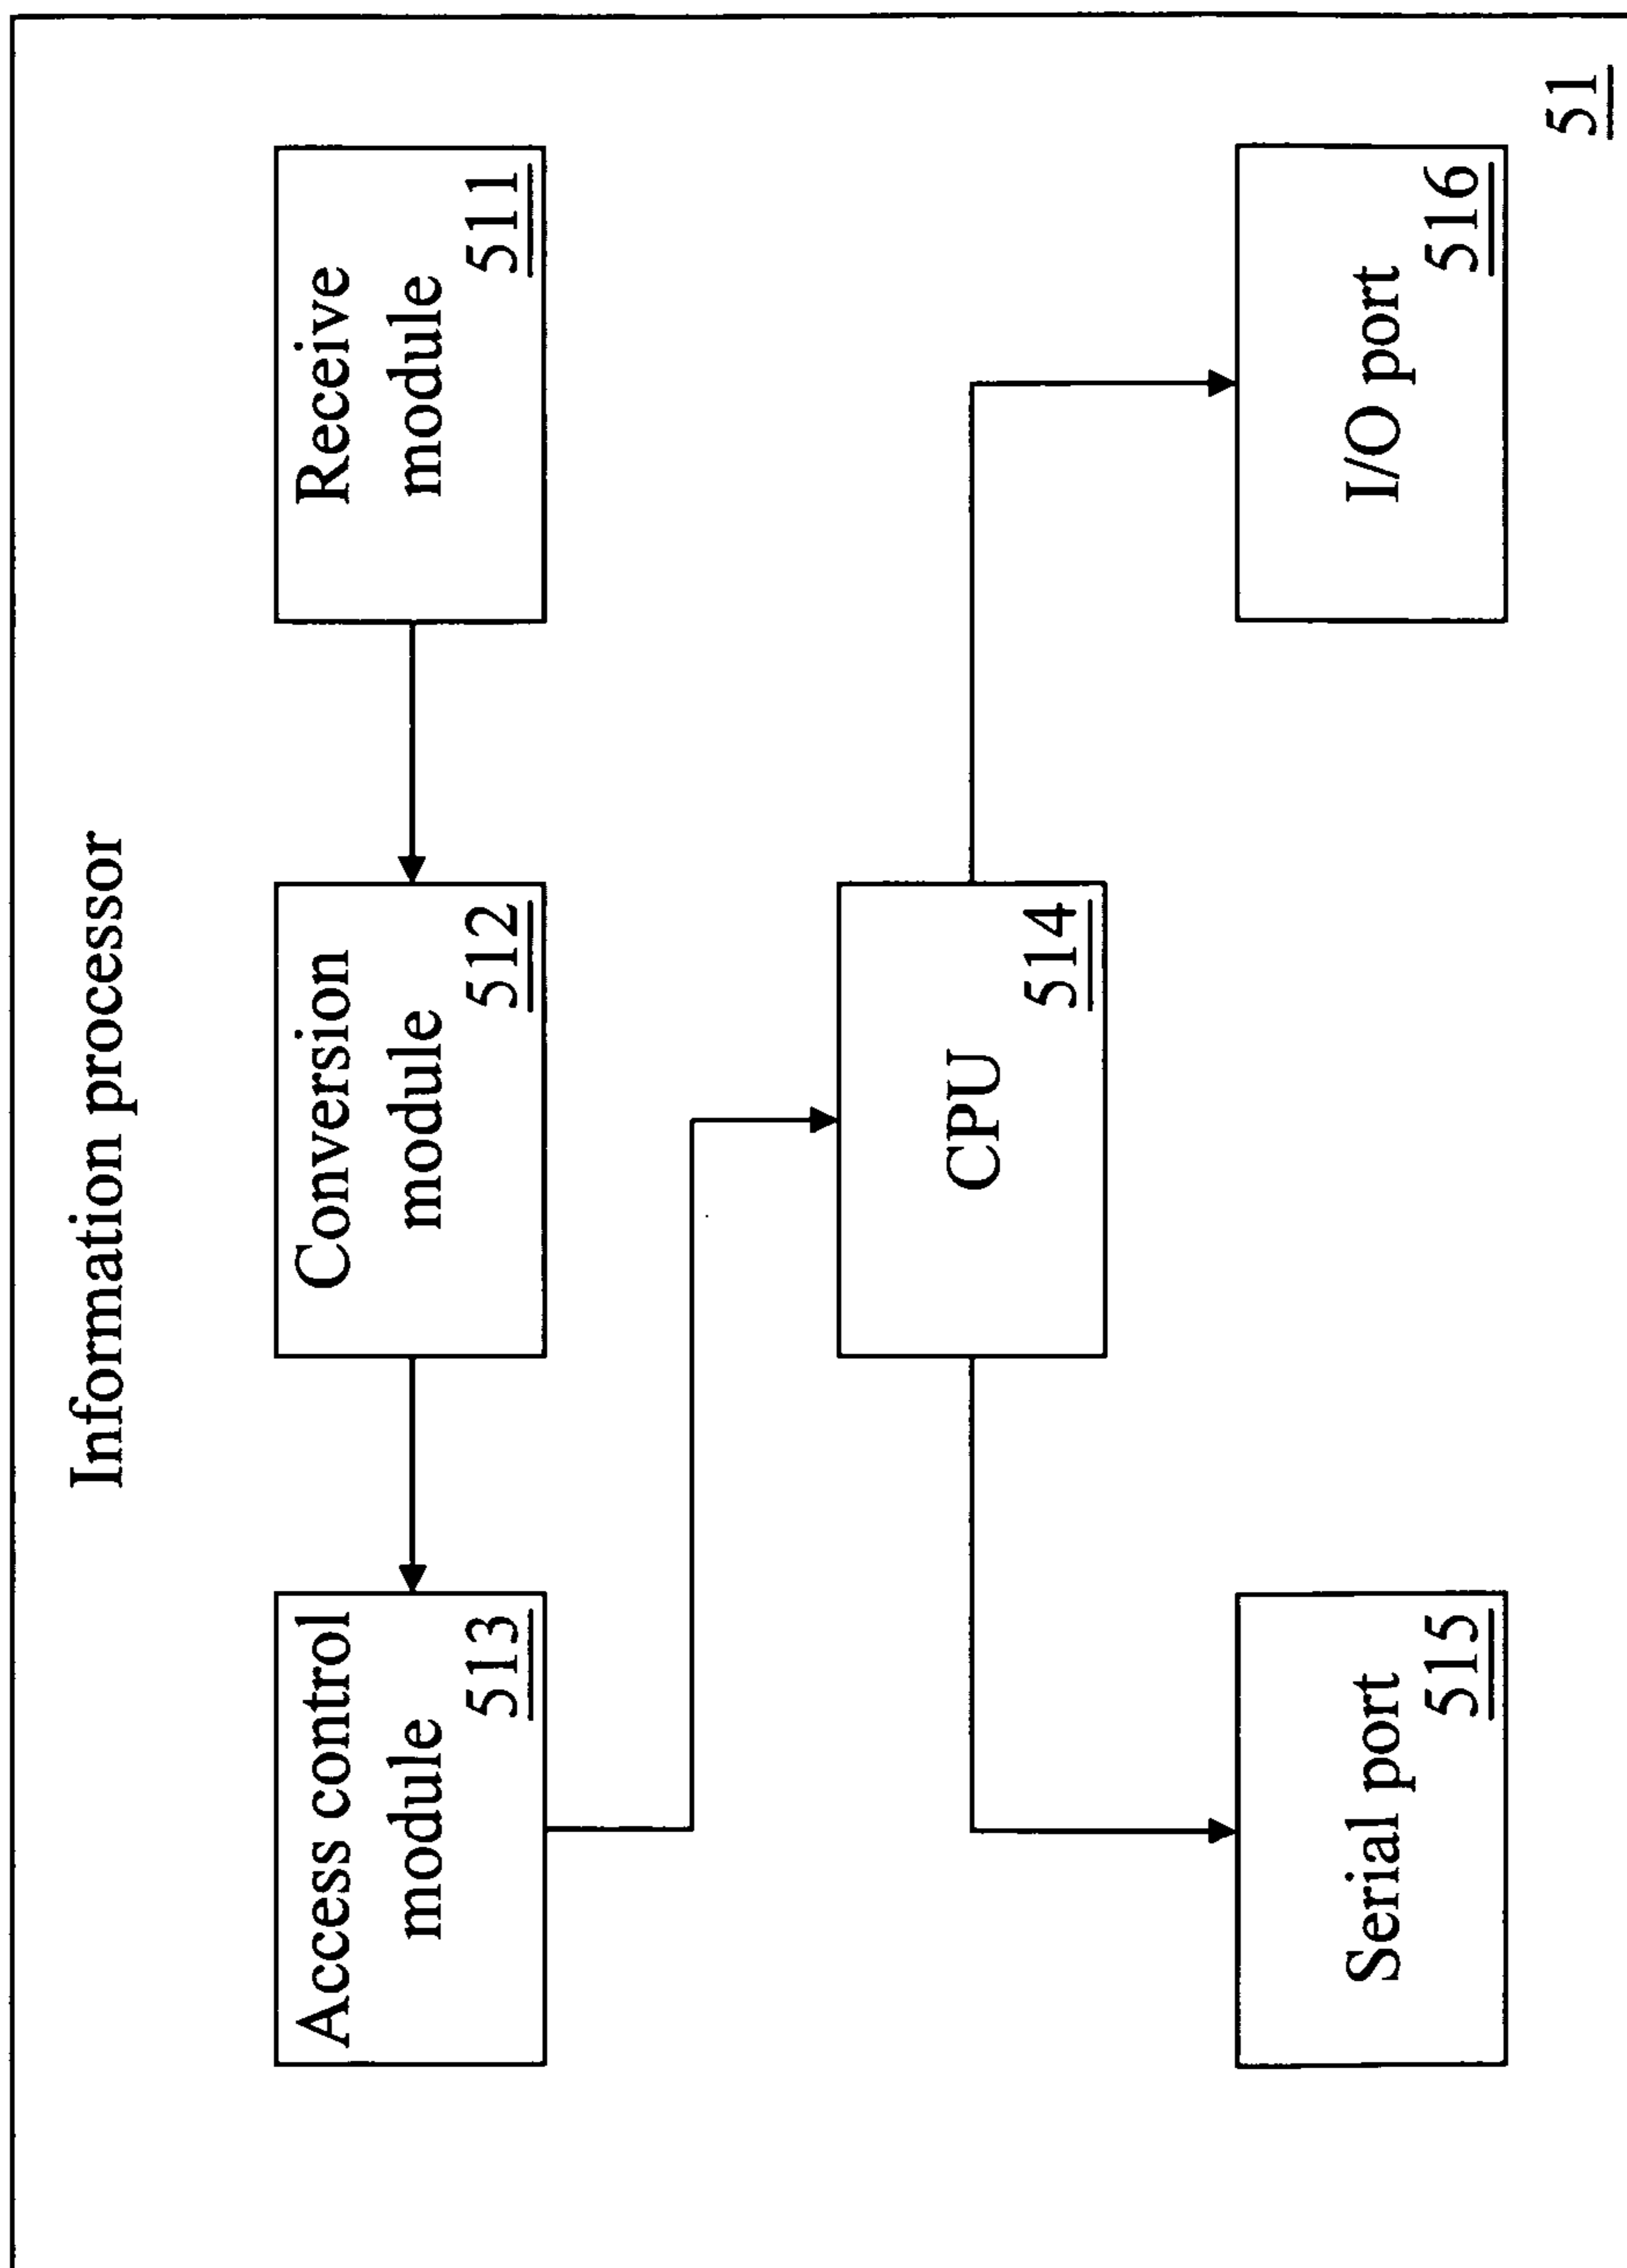 Information processor
Access control
module
513
Conversion
module
512
Receive
module
511
CPU
514
Serial port
515
I/O port
516
51